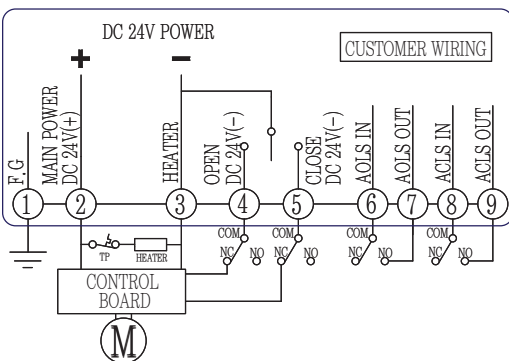 DC 24V POWER
CUSTOMER WIRING
+
−
F.G
MAIN POWER
DC 24V(+)
HEATER
OPEN
DC 24V(-)
CLOSE
DC 24V(-)
AOLS IN
AOLS OUT
ACLS IN
ACLS OUT
1
2
3
4
5
6
7
8
9
TP
HEATER
COM
NC
NO
COM
NC
NO
COM
NC
NO
COM
NC
NO
CONTROL
BOARD
M